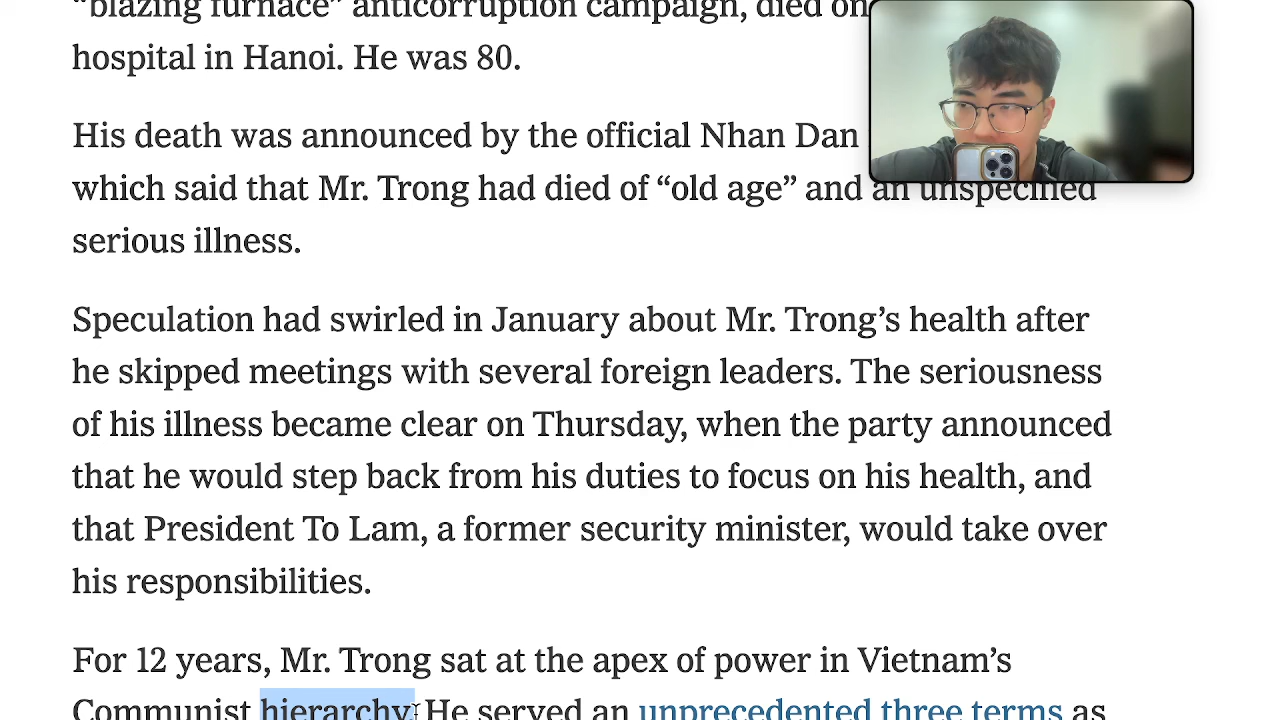 “blazing furnace” anticorruption campaign, died on
hospital in Hanoi. He was 80.
His death was announced by the official Nhan Dan
which said that Mr. Trong had died of “old age” and an unspecified
serious illness.
Speculation had swirled in January about Mr. Trong’s health after
he skipped meetings with several foreign leaders. The seriousness
of his illness became clear on Thursday, when the party announced
that he would step back from his duties to focus on his health, and
that President To Lam, a former security minister, would take over
his responsibilities.
For 12 years, Mr. Trong sat at the apex of power in Vietnam’s
Communist hierarchy. He served an unprecedented three terms as